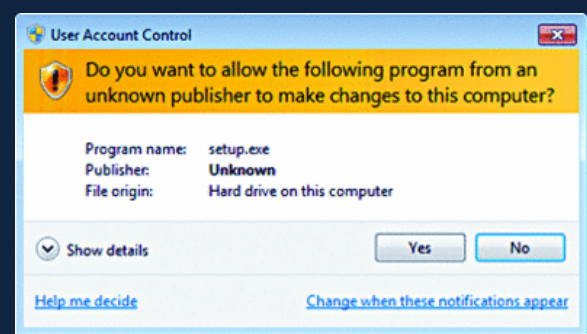 User Account Control
Do you want to allow the following program from an
unknown publisher to make changes to this computer?
Program name: setup.exe
Publisher: Unknown
File origin: Hard drive on this computer
Show details Yes No
Help me decide Change when these notifications appear